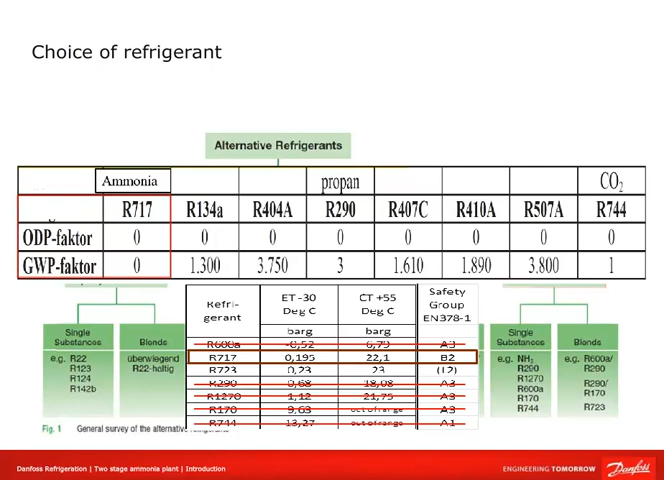 Choice of refrigerant
Alternative Refrigerants
Ammonia propan CO₂
R717 R134a R404A R290 R407C R410A R507A R744
ODP-faktor 0 0 0 0 0 0 0 0
GWP-faktor 0 1.300 3.750 3 1.610 1.890 3.800 1
Refri-
gerant
ET -30
Deg C
CT +55
Deg C
Safety
Group
EN378-1
barg barg
R600a -0,52 6,79 A3
R717 0,195 22,1 B2
R723 0,23 23 (L2)
R290 0,68 18,08 A3
R1270 1,12 21,75 A3
R170 9,63 out of range A3
R744 13,27 out of range A1
Single
Substances
e.g. R22
R123
R124
R142b
Blends
überwiegend
R22-haltig
Single
Substances
e.g. NH₃
R290
R1270
R600a
R170
R744
Blends
e.g. R600a/
R290
R290/
R170
R723
Fig. 1 General survey of the alternative refrigerants
Danfoss Refrigeration | Two stage ammonia plant | Introduction
ENGINEERING TOMORROW
Danfoss